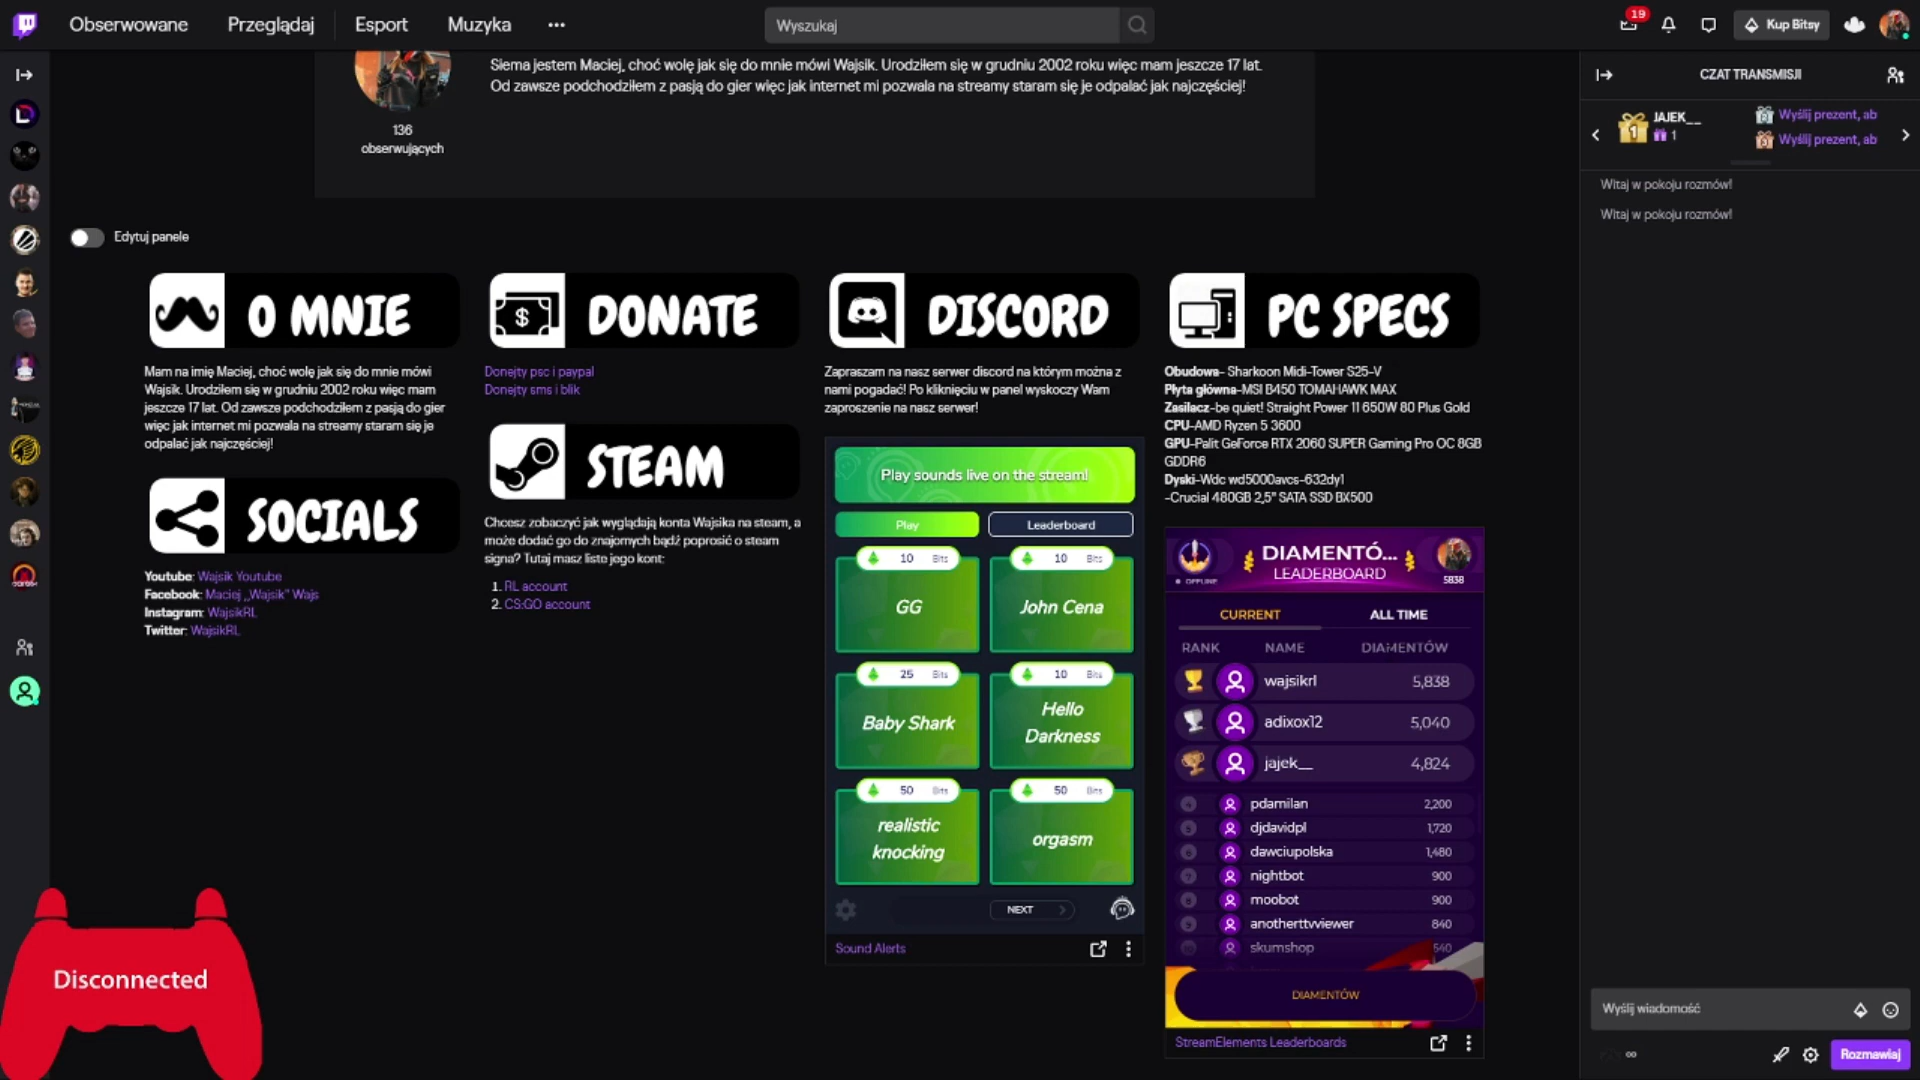 Obserwowane
Przeglądaj
Esport
Muzyka
Wyszukaj
19
Kup Bitsy
Siema jestem Maciej, choć wolę jak się do mnie mówi Wajsik. Urodziłem się w grudniu 2002 roku więc mam jeszcze 17 lat.
Od zawsze podchodziłem z pasją do gier więc jak internet mi pozwala na streamy staram się je odpalać jak najczęściej!
136
obserwujących
CZAT TRANSMISJI
JAJEK__
1
Wyślij prezent, ab
Wyślij prezent, ab
Witaj w pokoju rozmów!
Witaj w pokoju rozmów!
Edytuj panele
O MNIE
Mam na imię Maciej, choć wolę jak się do mnie mówi
Wajsik. Urodziłem się w grudniu 2002 roku więc mam
jeszcze 17 lat. Od zawsze podchodziłem z pasją do gier
więc jak internet mi pozwala na streamy staram się je
odpalać jak najczęściej!
SOCIALS
Youtube: Wajsik Youtube
Facebook: Maciej ,,Wajsik" Wajs
Instagram: WajsikRL
Twitter: WajsikRL
DONATE
Donejty psc i paypal
Donejty sms i blik
STEAM
Chcesz zobaczyć jak wyglądają konta Wajsika na steam, a
może dodać go do znajomych bądź poprosić o steam
signa? Tutaj masz liste jego kont:
1. RL account
2. CS:GO account
DISCORD
Zapraszam na nasz serwer discord na którym można z
nami pogadać! Po kliknięciu w panel wyskoczy Wam
zaproszenie na nasz serwer!
Play sounds live on the stream!
Play
Leaderboard
10 Bits
GG
10 Bits
John Cena
25 Bits
Baby Shark
10 Bits
Hello
Darkness
50 Bits
realistic
knocking
50 Bits
orgasm
NEXT
Sound Alerts
PC SPECS
Obudowa- Sharkoon Midi-Tower S25-V
Płyta główna-MSI B450 TOMAHAWK MAX
Zasilacz-be quiet! Straight Power 11 650W 80 Plus Gold
CPU-AMD Ryzen 5 3600
GPU-Palit GeForce RTX 2060 SUPER Gaming Pro OC 8GB
GDDR6
Dyski-Wdc wd5000avcs-632dy1
-Crucial 480GB 2,5" SATA SSD BX500
OFFLINE
DIAMENTÓ...
LEADERBOARD
5838
CURRENT
ALL TIME
RANK NAME DIAMENTÓW
wajsikrl 5,838
adixox12 5,040
jajek__ 4,824
pdamilan 2,200
djdavidpl 1,720
dawciupolska 1,480
nightbot 900
moobot 900
anotherttvviewer 840
skumshop 540
DIAMENTÓW
StreamElements Leaderboards
Disconnected
Wyślij wiadomość
Rozmawiaj